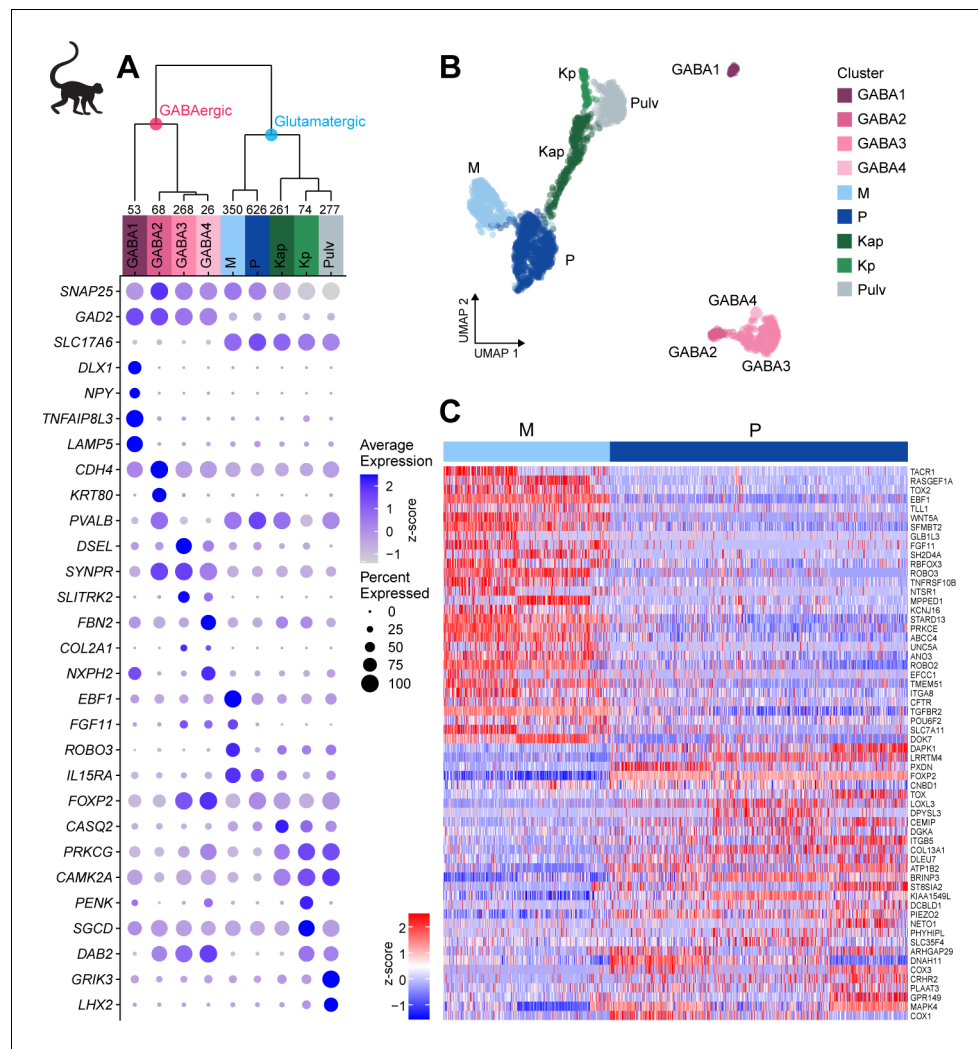 A
GABAergic
Glutamatergic
53 68 268 26 350 626 261 74 277
GABA1 GABA2 GABA3 GABA4 M P Kap Kp Pulv
SNAP25
GAD2
SLC17A6
DLX1
NPY
TNFAIP8L3
LAMP5
CDH4
KRT80
PVALB
DSEL
SYNPR
SLITRK2
FBN2
COL2A1
NXPH2
EBF1
FGF11
ROBO3
IL15RA
FOXP2
CASQ2
PRKCG
CAMK2A
PENK
SGCD
DAB2
GRIK3
LHX2
Average
Expression
2
1
0
−1
z-score
Percent
Expressed
0
25
50
75
100
B
Kp
Pulv
Kap
M
P
GABA1
GABA4
GABA2
GABA3
UMAP 2
UMAP 1
Cluster
GABA1
GABA2
GABA3
GABA4
M
P
Kap
Kp
Pulv
C
M P
TACR1
RASGEF1A
TOX2
EBF1
TLL1
WNT5A
SFMBT2
GLB1L3
FGF11
SH2D4A
RBFOX3
ROBO3
TNFRSF10B
NTSR1
MPPED1
KCNJ16
STARD13
PRKCE
ABCC4
UNC5A
ANO3
ROBO2
EFCC1
TMEM51
ITGA8
CFTR
TGFBR2
POU6F2
SLC7A11
DOK7
DAPK1
LRRTM4
PXDN
FOXP2
CNBD1
TOX
LOXL3
DPYSL3
CEMIP
DGKA
ITGB5
COL13A1
DLEU7
ATP1B2
BRINP3
ST8SIA2
KIAA1549L
DCBLD1
PIEZO2
NETO1
PHYHIPL
SLC35F4
ARHGAP29
DNAH11
COX3
CRHR2
PLAAT3
GPR149
MAPK4
COX1
2
1
0
−1
z-score